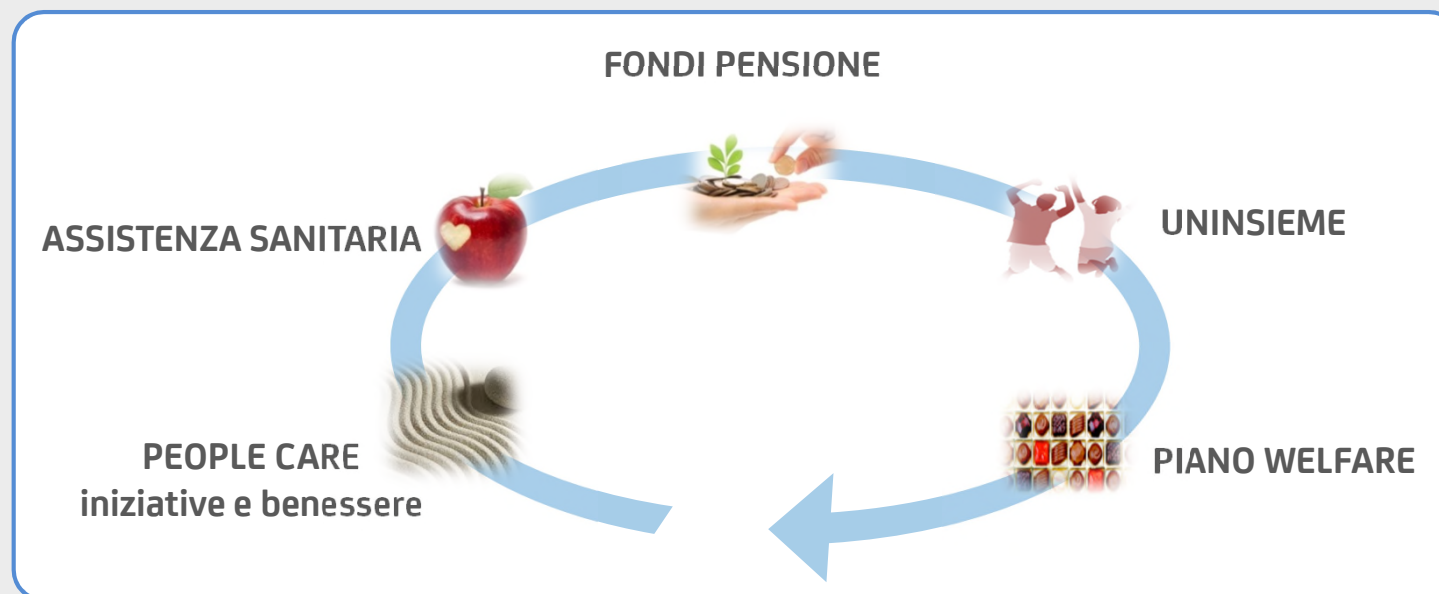 FONDI PENSIONE
ASSISTENZA SANITARIA
UNINSIEME
PEOPLE CARE
iniziative e benessere
PIANO WELFARE